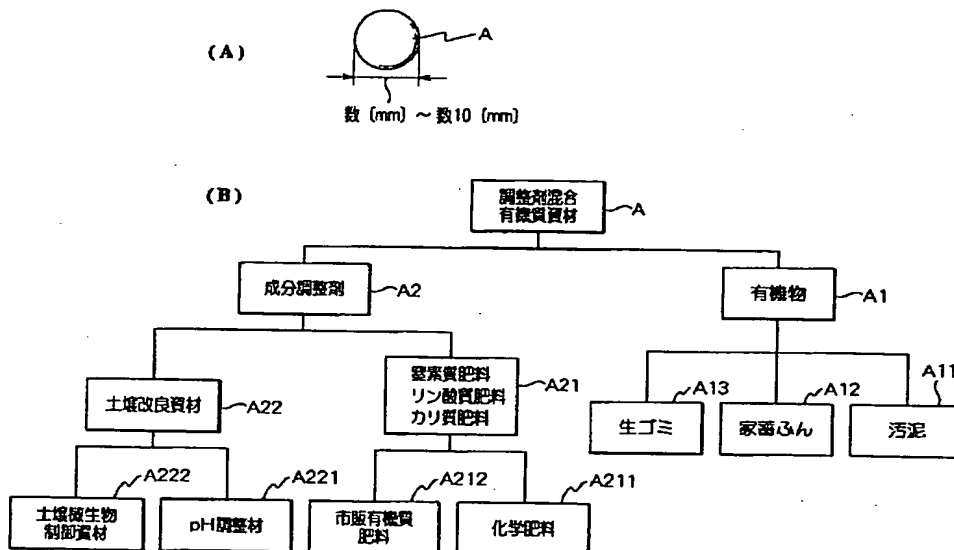 (A)
A
数 〔mm〕 ～ 数10 〔mm〕
(B)
調整剤混合
有機質資材
A
成分調整剤
A2
有機物
A1
土壌改良資材
A22
窒素質肥料
リン酸質肥料
カリ質肥料
A21
生ゴミ
A13
家畜ふん
A12
汚泥
A11
土壌微生物
制御資材
A222
pH調整材
A221
市販有機質
肥料
A212
化学肥料
A211